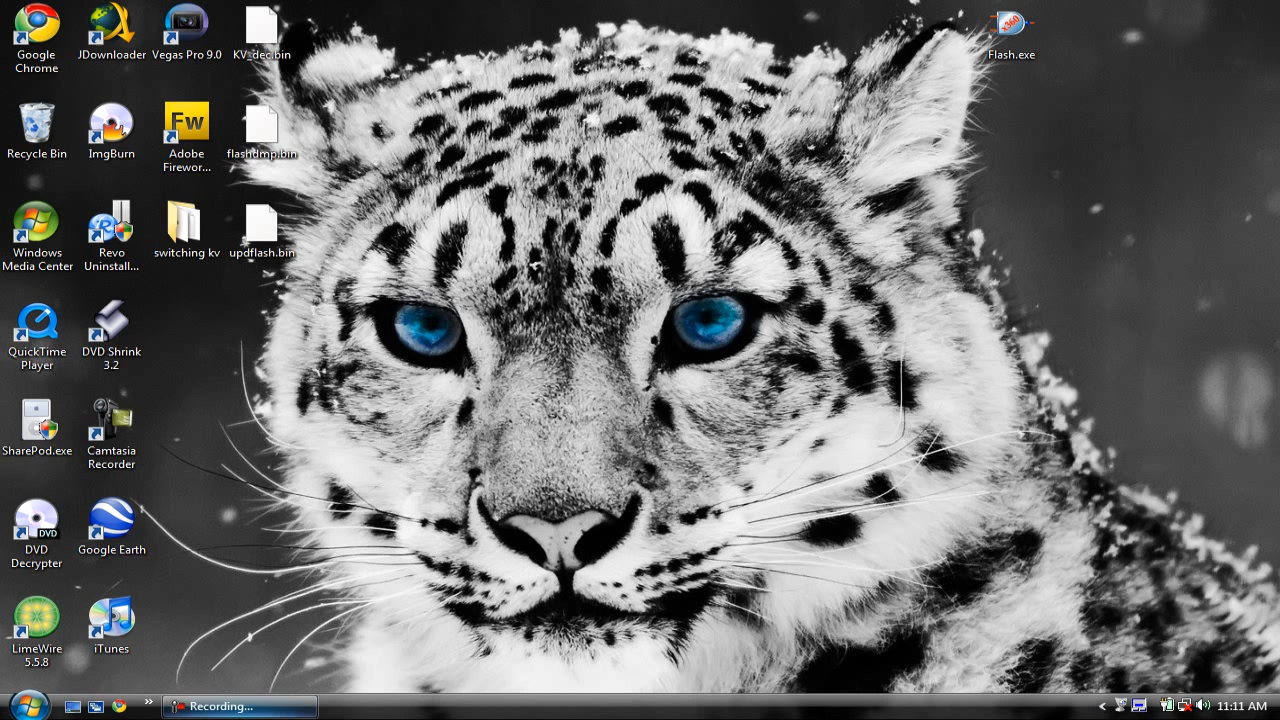 Google
Chrome
JDownloader
Vegas Pro 9.0
KV_dec.bin
x360
Flash.exe
Recycle Bin
ImgBurn
Fw
Adobe
Firewor...
flashdmp.bin
Windows
Media Center
Revo
Uninstall...
switching kv
updflash.bin
QuickTime
Player
DVD Shrink
3.2
SharePod.exe
Camtasia
Recorder
DVD
DVD
Decrypter
Google Earth
LimeWire
5.5.8
iTunes
»
Recording...
<
11:11 AM